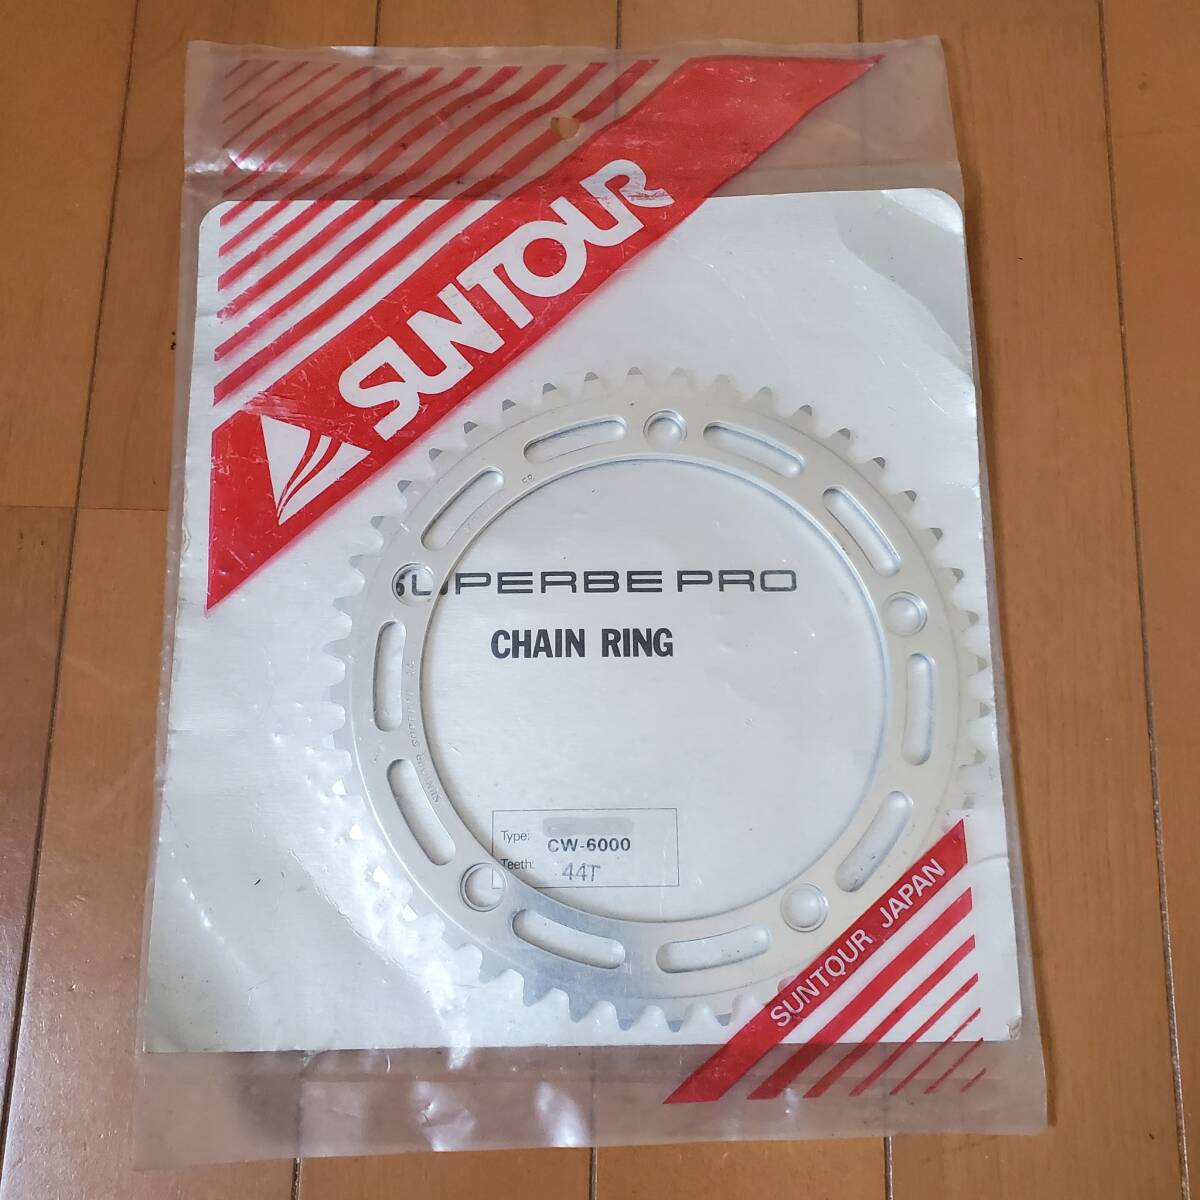 SUNTOUR
SUPERBE PRO
CHAIN RING
Type: CW-6000
Teeth: 44T
SUNTOUR JAPAN